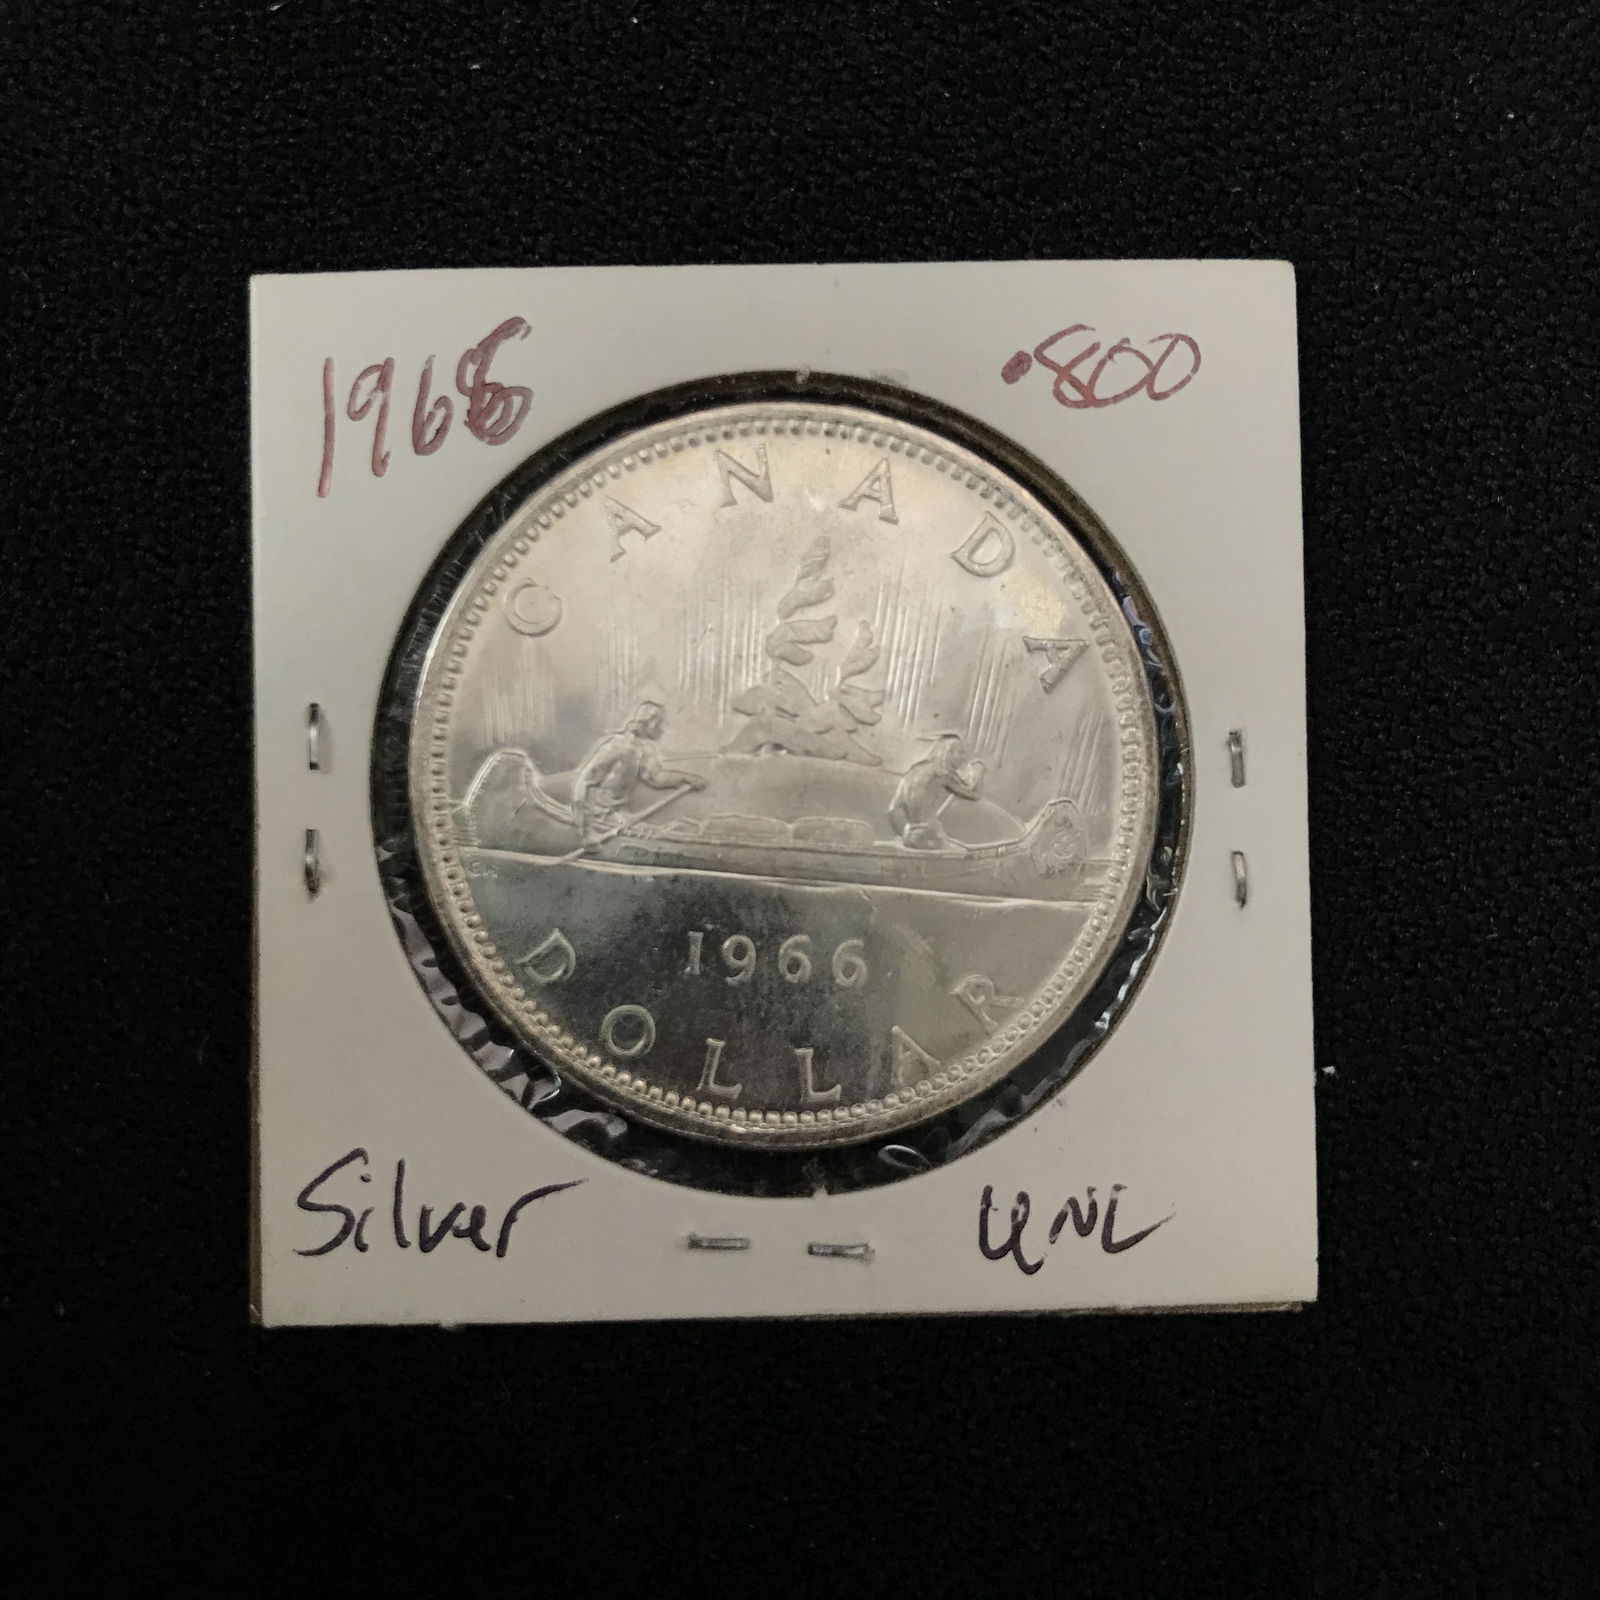 1966
.800
CANADA
1966
DOLLAR
Silver
UNC